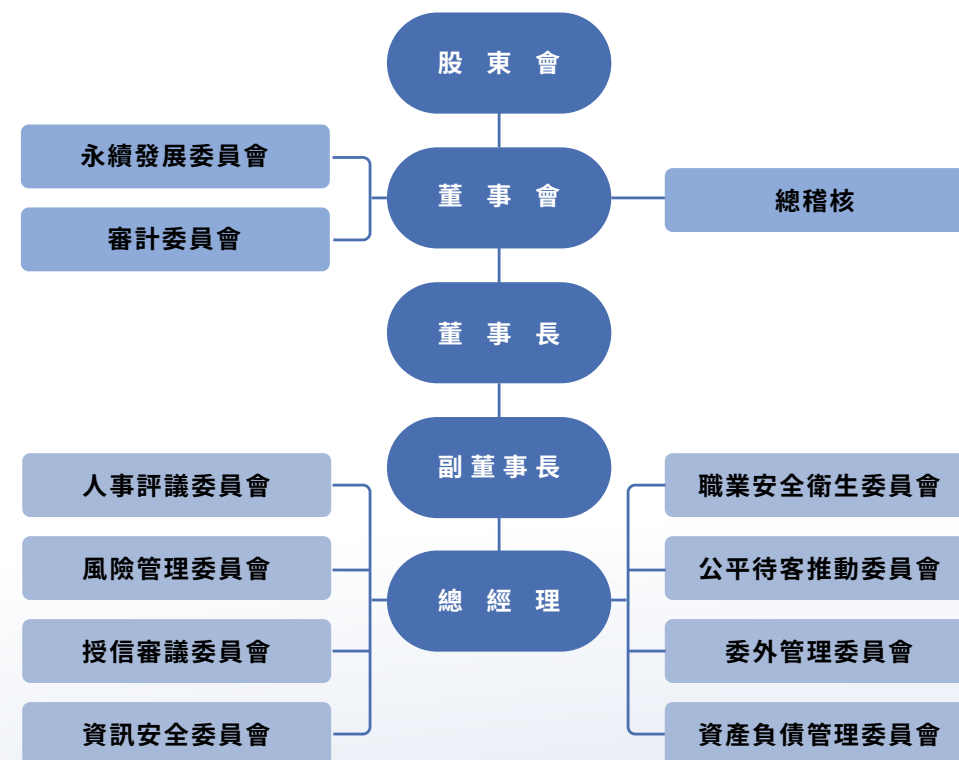 股東會
永續發展委員會
董事會
總稽核
審計委員會
董事長
副董事長
人事評議委員會
職業安全衛生委員會
風險管理委員會
公平待客推動委員會
總經理
授信審議委員會
委外管理委員會
資訊安全委員會
資產負債管理委員會